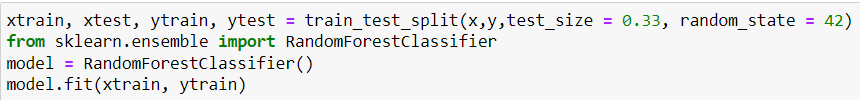 xtrain, xtest, ytrain, ytest = train_test_split(x,y,test_size = 0.33, random_state = 42)
from sklearn.ensemble import RandomForestClassifier
model = RandomForestClassifier()
model.fit(xtrain, ytrain)